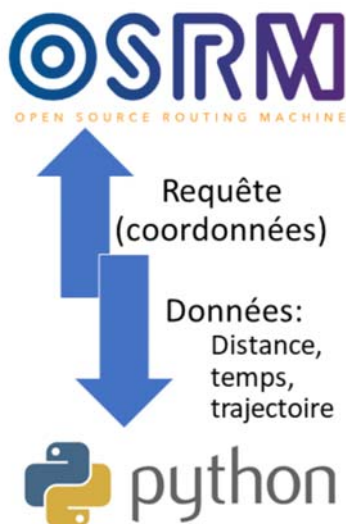 OSRM
OPEN SOURCE ROUTING MACHINE
Requête
(coordonnées)
Données:
Distance,
temps,
trajectoire
python